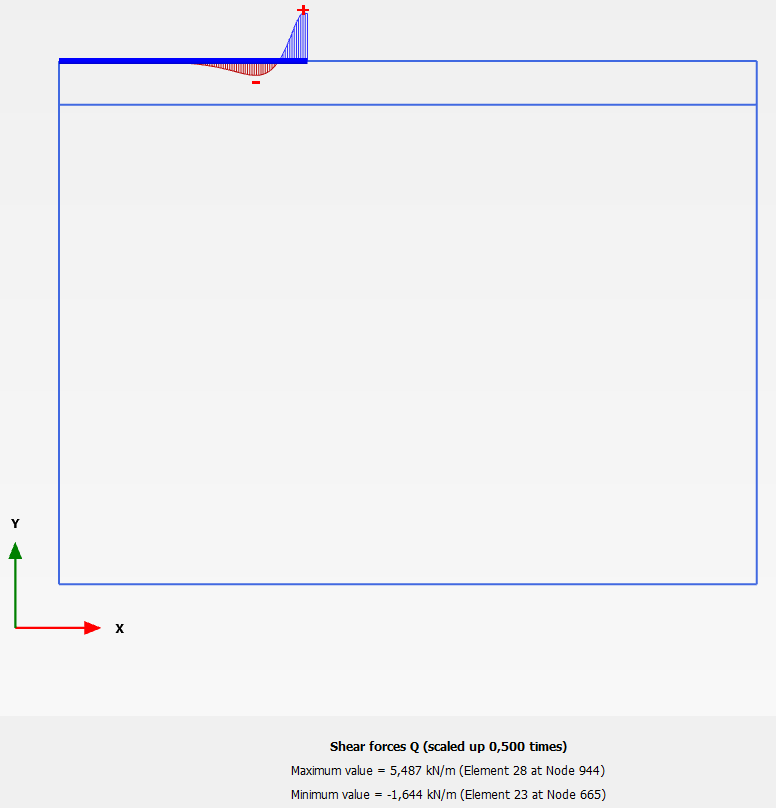 +
-
Y
X
Shear forces Q (scaled up 0,500 times)
Maximum value = 5,487 kN/m (Element 28 at Node 944)
Minimum value = -1,644 kN/m (Element 23 at Node 665)